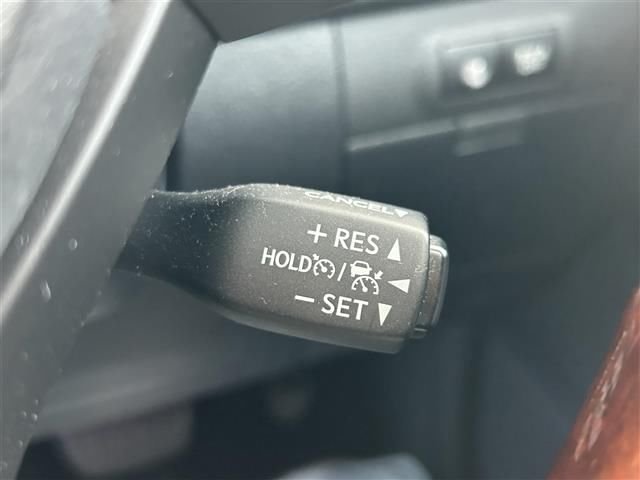 CANCEL
+ RES
HOLD /
− SET